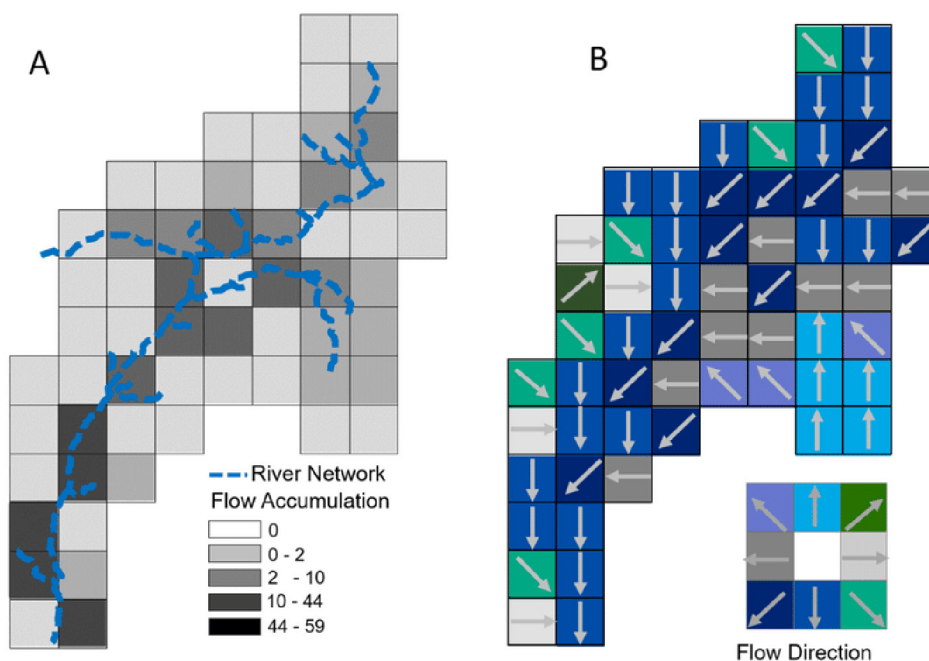 A
B
River Network
Flow Accumulation
0
0 - 2
2 - 10
10 - 44
44 - 59
Flow Direction